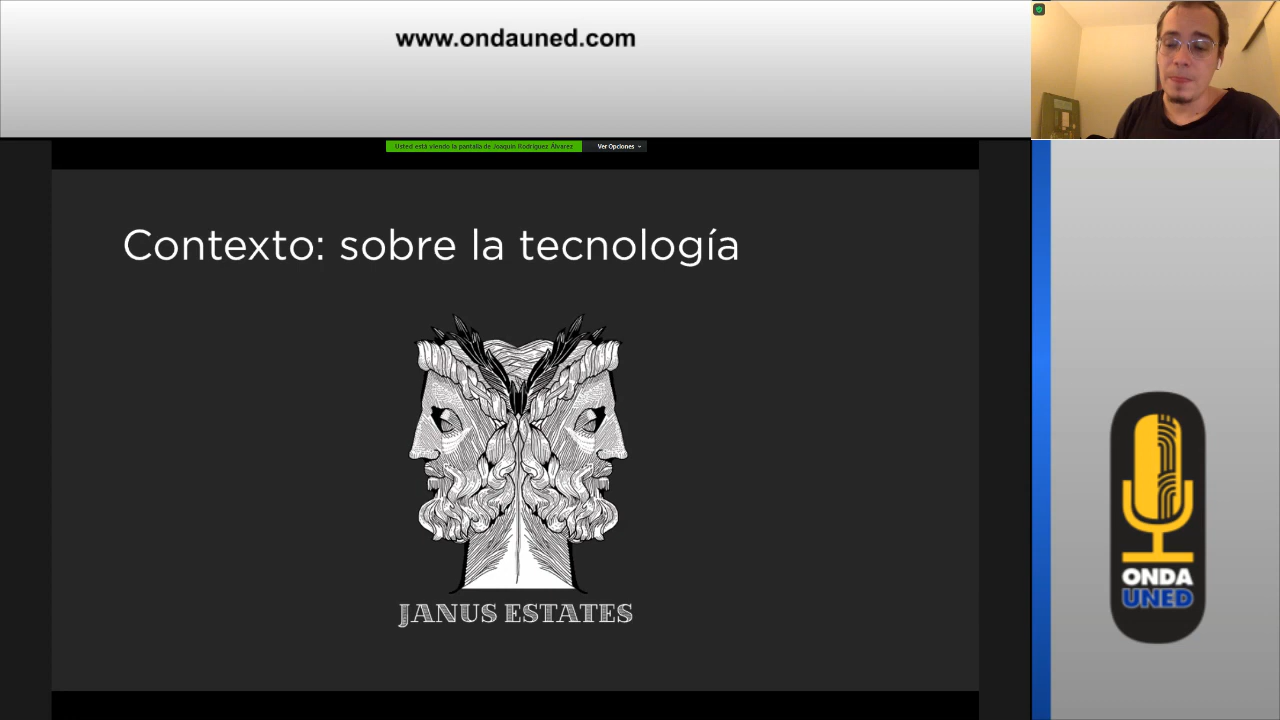 www.ondauned.com
Usted está viendo la pantalla de Joaquín Rodríguez Álvarez
Ver Opciones
Contexto: sobre la tecnología
JANUS ESTATES
ONDA
UNED